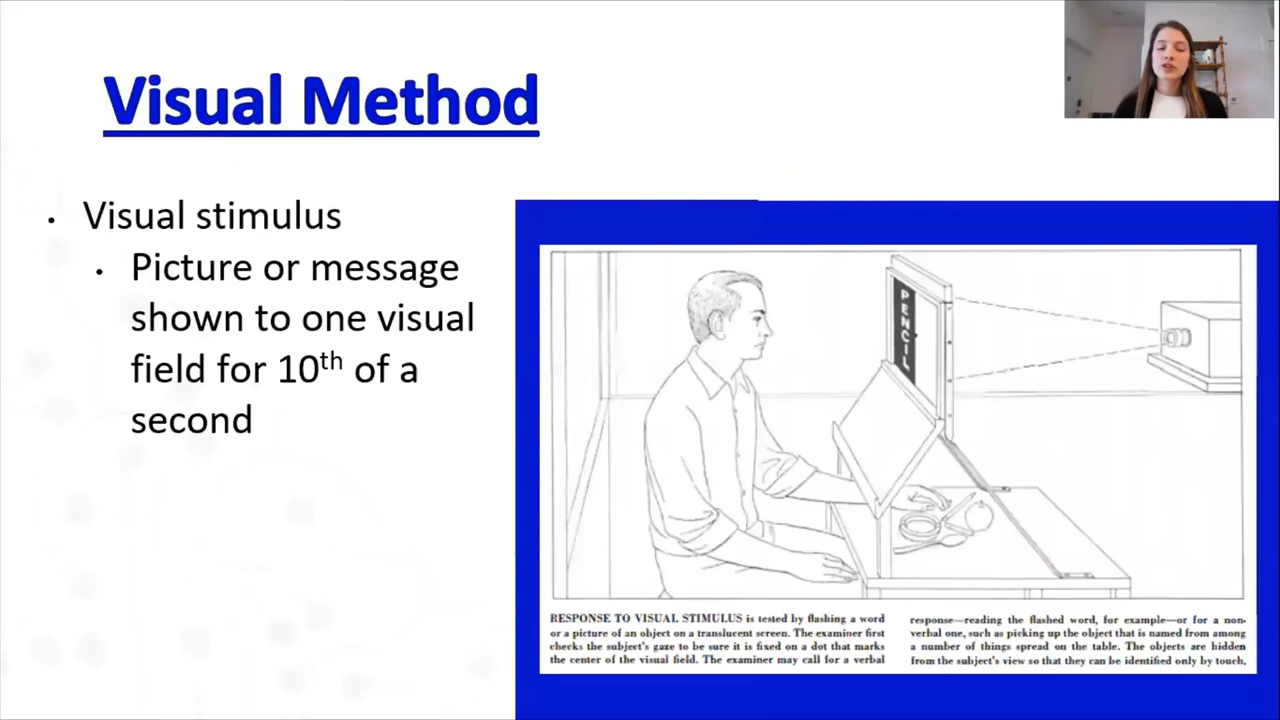 Visual Method
• Visual stimulus
• Picture or message
shown to one visual
field for 10th of a
second
PENCIL
RESPONSE TO VISUAL STIMULUS is tested by flashing a word
or a picture of an object on a translucent screen. The examiner first
checks the subject's gaze to be sure it is fixed on a dot that marks
the center of the visual field. The examiner may call for a verbal
response—reading the flashed word, for example—or for a non-
verbal one, such as picking up the object that is named from among
a number of things spread on the table. The objects are hidden
from the subject's view so that they can be identified only by touch,